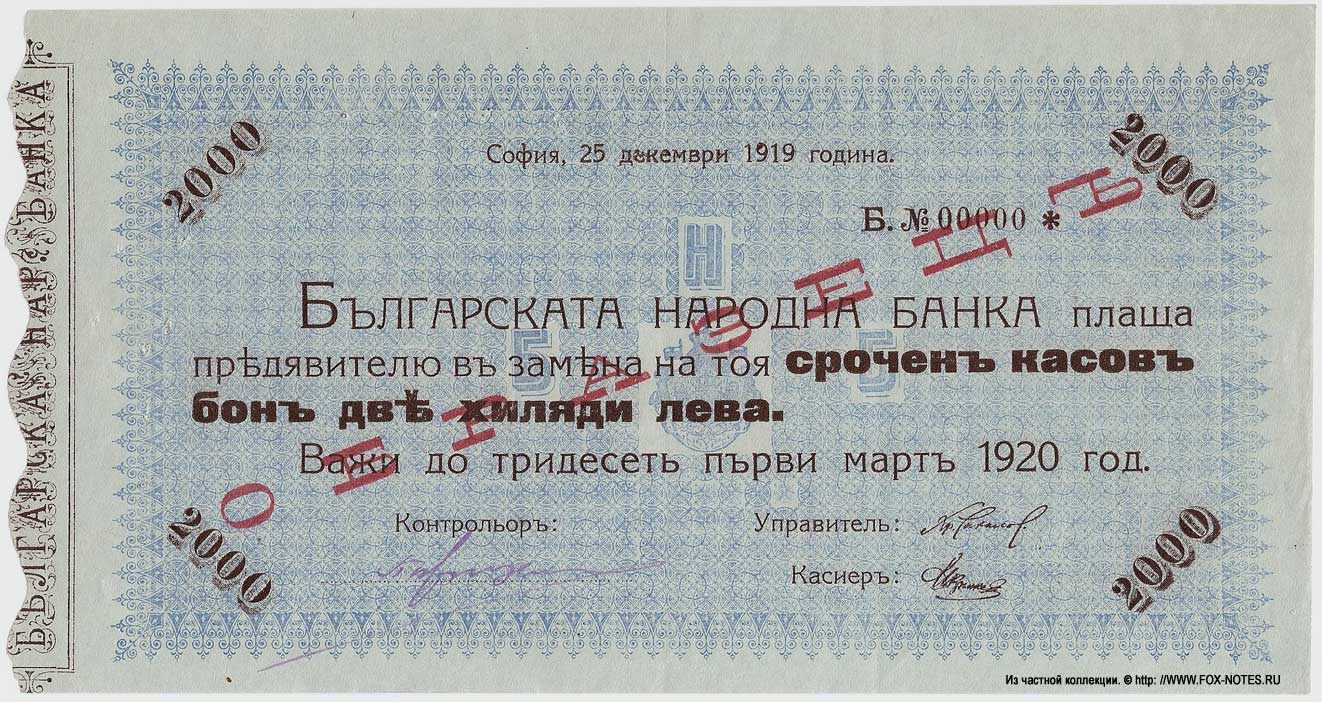 БЪЛГАРСКА НАР. БАНКА
2000
2000
София, 25 декември 1919 година.
Б. № 00000 *
Н
Б Б
БЪЛГАРСКАТА НАРОДНА БАНКА плаща
прѣдявителю въ замѣна на тоя сроченъ касовъ
бонъ двѣ хиляди лева.
Важи до тридесеть първи мартъ 1920 год.
ОБРАЗЕЦЪ
Контрольоръ:
Управитель:
Касиеръ:
2000
2000
Из частной коллекции. © http: //WWW.FOX-NOTES.RU